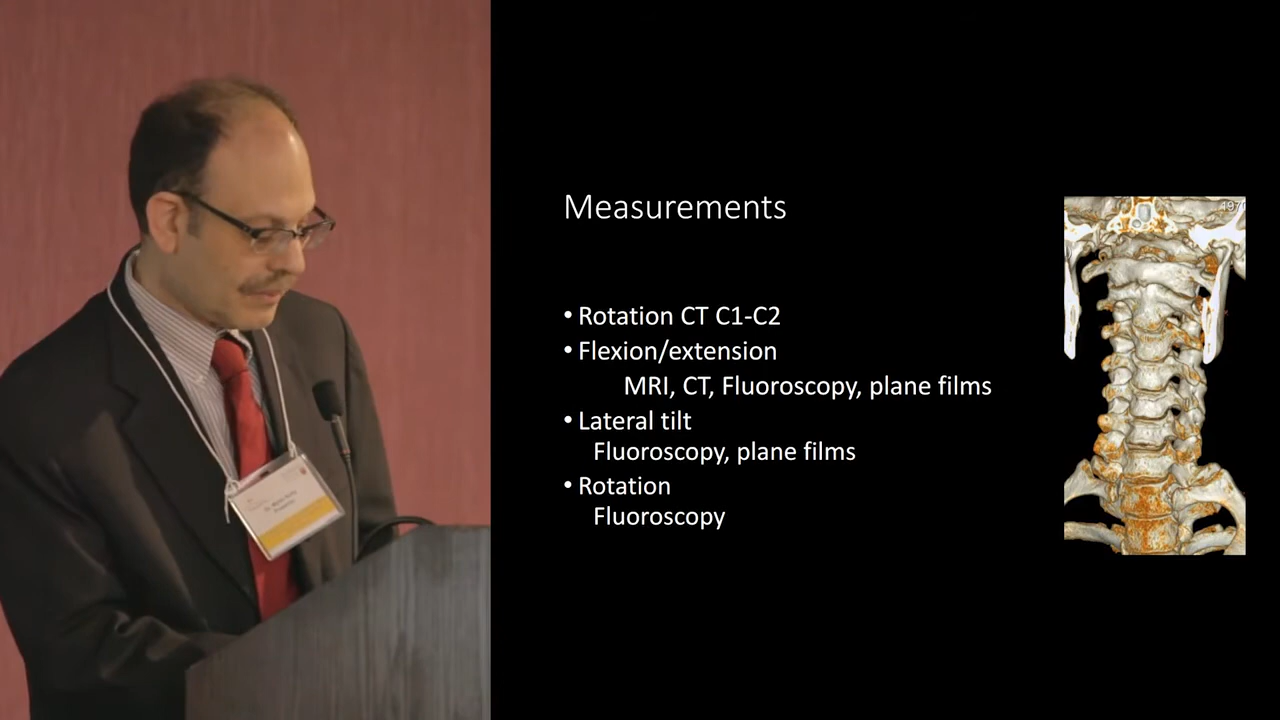 Measurements
• Rotation CT C1-C2
• Flexion/extension
MRI, CT, Fluoroscopy, plane films
• Lateral tilt
Fluoroscopy, plane films
• Rotation
Fluoroscopy
197